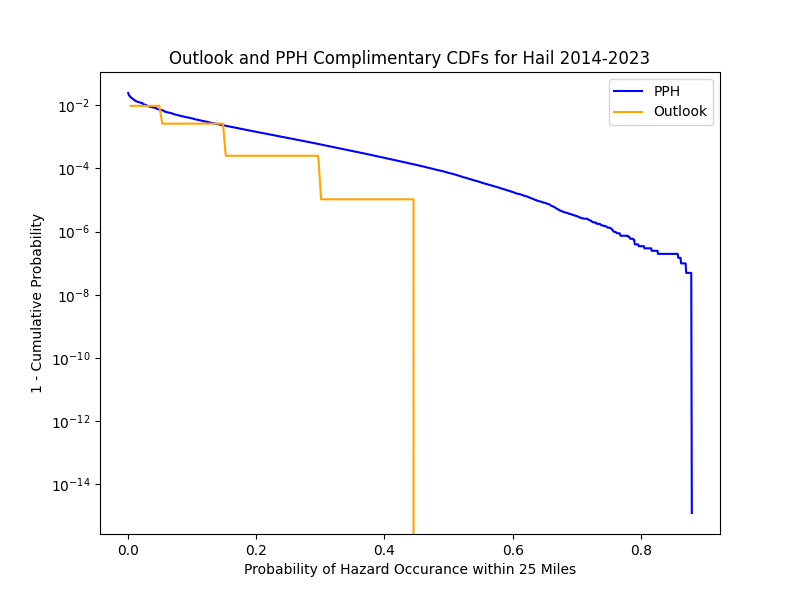 Outlook and PPH Complimentary CDFs for Hail 2014-2023
PPH
Outlook
1 - Cumulative Probability
10⁻²
10⁻⁴
10⁻⁶
10⁻⁸
10⁻¹⁰
10⁻¹²
10⁻¹⁴
0.0 0.2 0.4 0.6 0.8
Probability of Hazard Occurance within 25 Miles